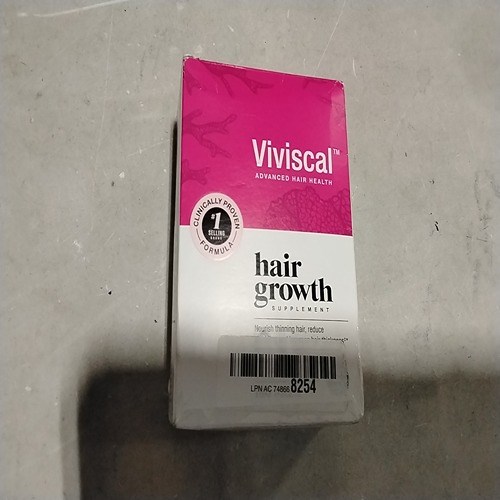 Viviscal™
ADVANCED HAIR HEALTH
CLINICALLY PROVEN
#1
SELLING
BRAND
FORMULA
hair
growth
SUPPLEMENT
Nourish thinning hair, reduce
LPN AC 74866 8254